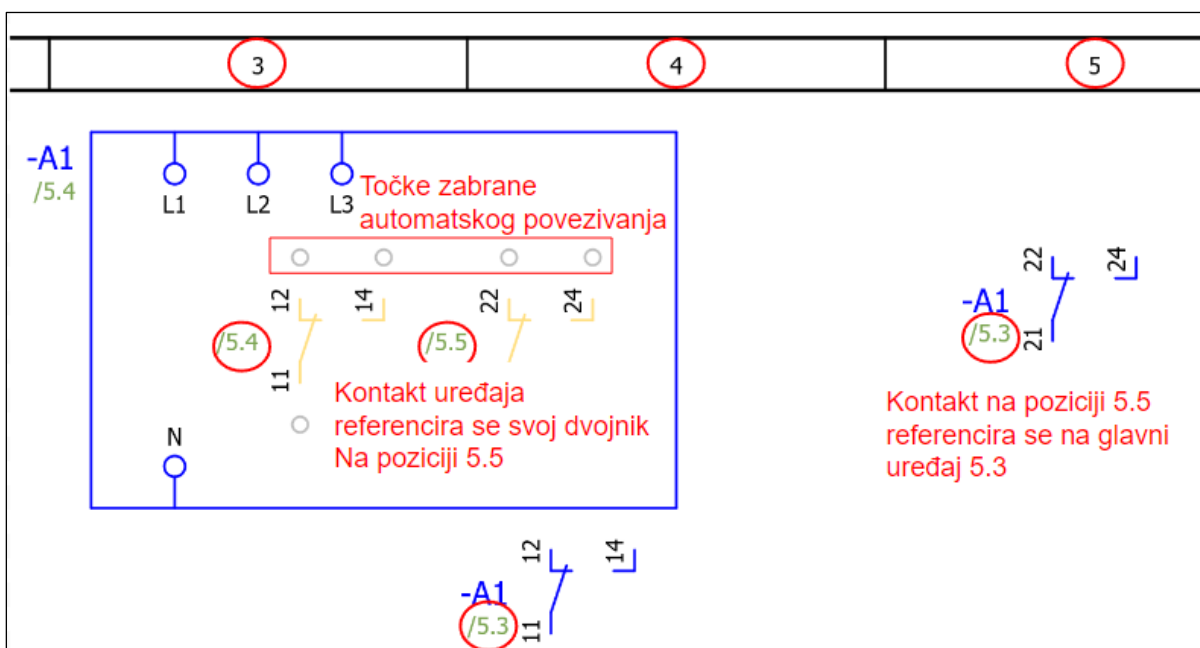 3
4
5
-A1
/5.4
L1
L2
L3
Točke zabrane
automatskog povezivanja
12
14
22
24
/5.4
/5.5
11
Kontakt uređaja
referencira se svoj dvojnik
Na poziciji 5.5
N
22
24
-A1
/5.3
21
Kontakt na poziciji 5.5
referencira se na glavni
uređaj 5.3
12
14
-A1
/5.3
11